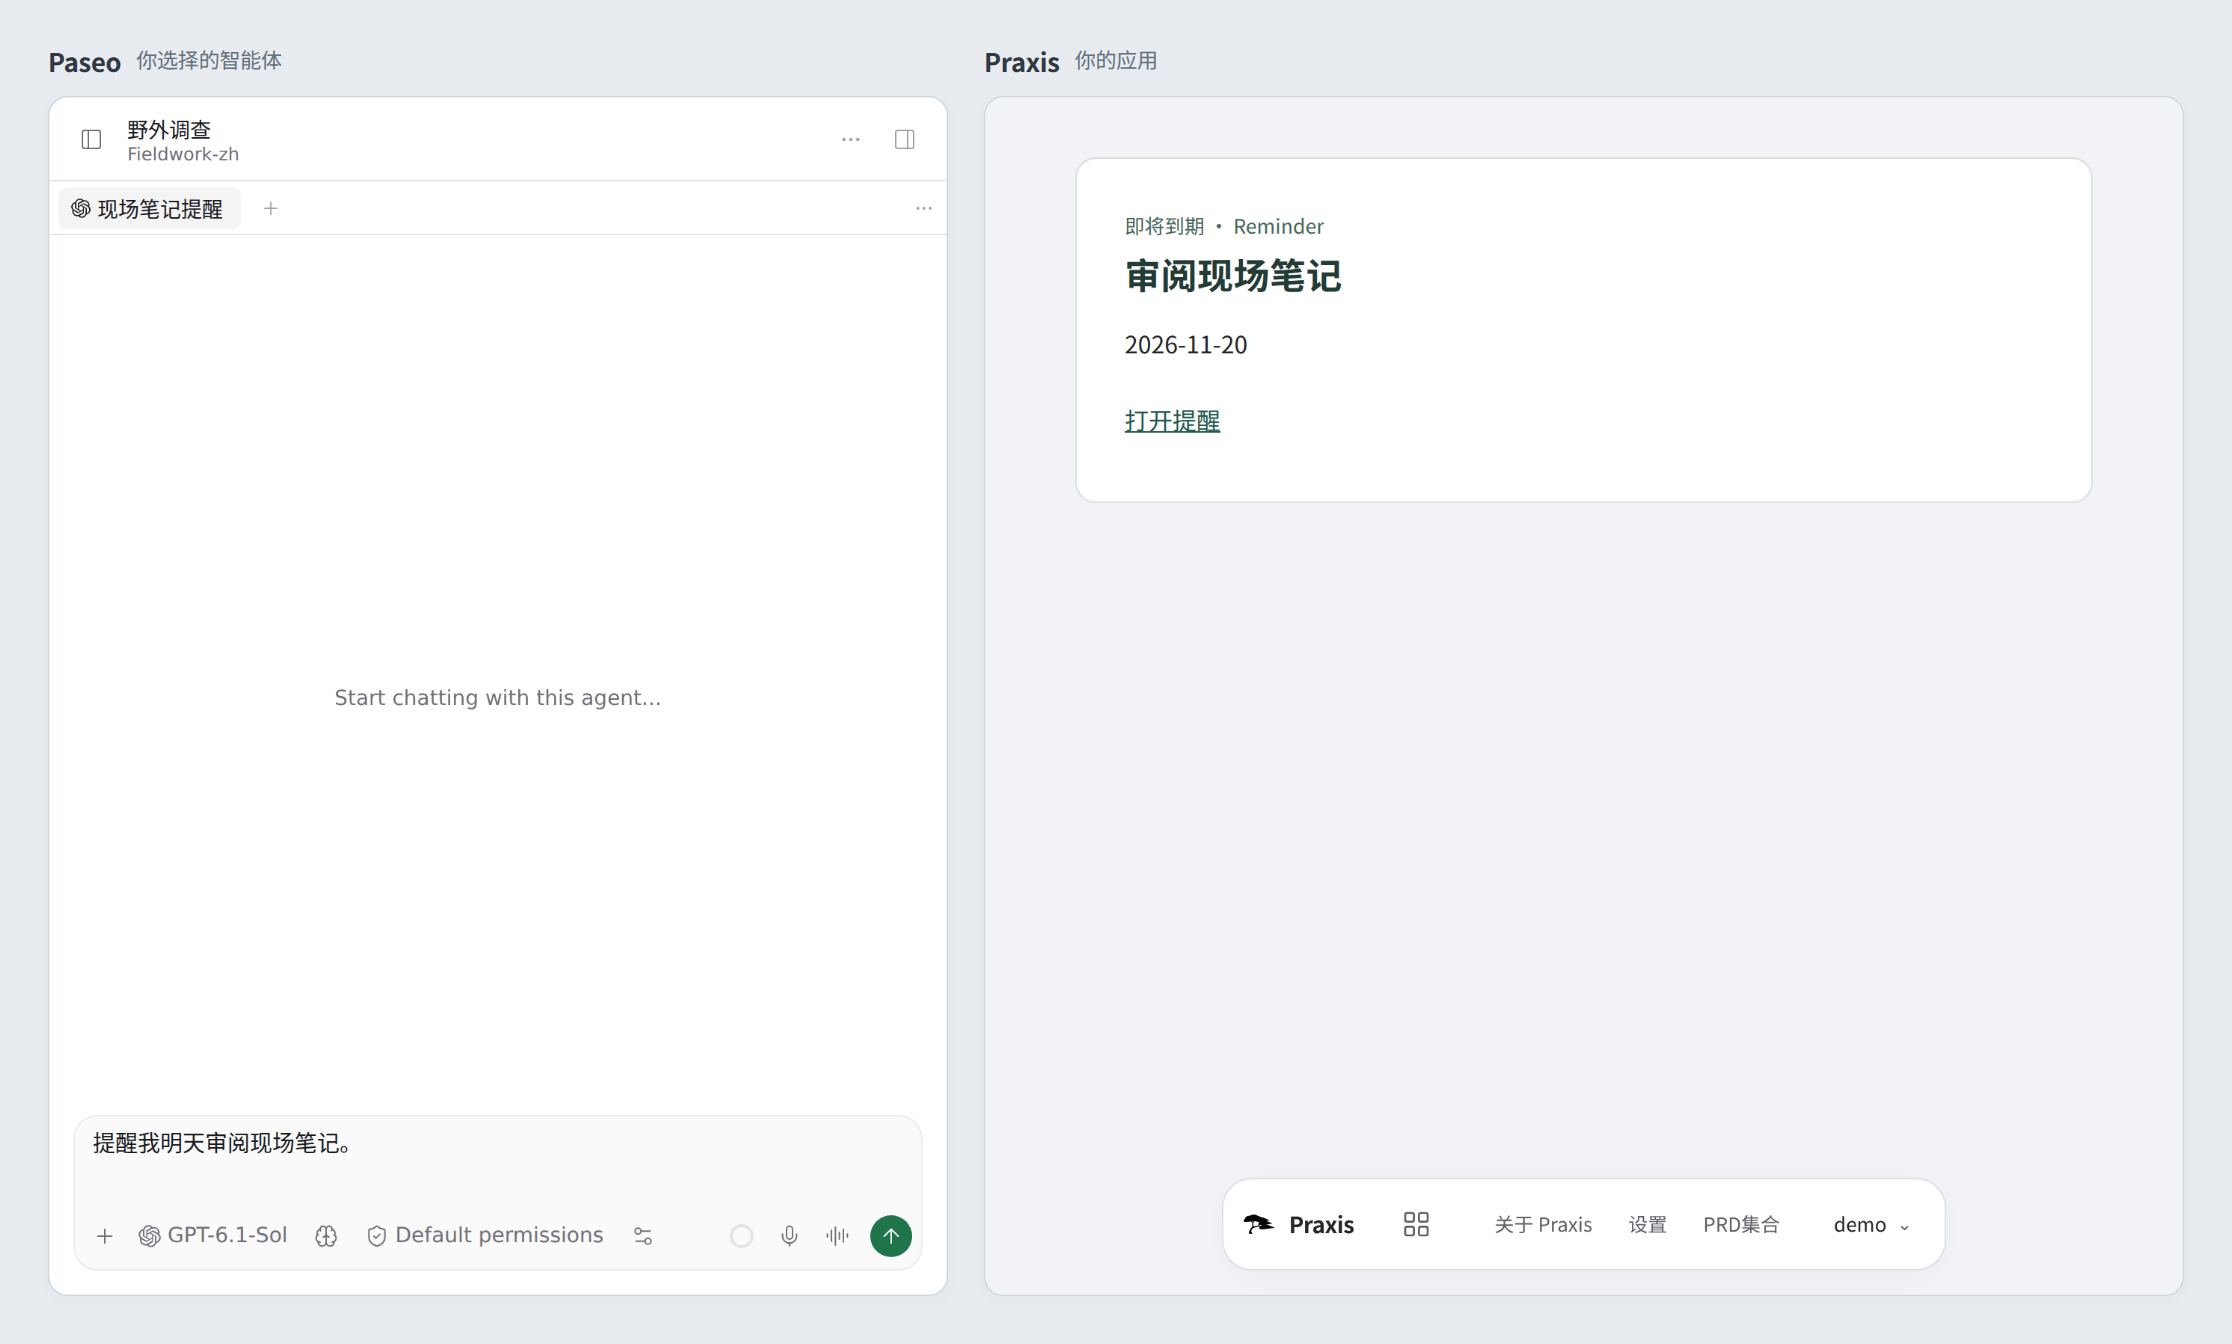 Paseo 你选择的智能体
野外调查
Fieldwork-zh
现场笔记提醒
Start chatting with this agent...
提醒我明天审阅现场笔记。
GPT-6.1-Sol Default permissions
Praxis 你的应用
即将到期 • Reminder
审阅现场笔记
2026-11-20
打开提醒
Praxis 关于 Praxis 设置 PRD集合 demo